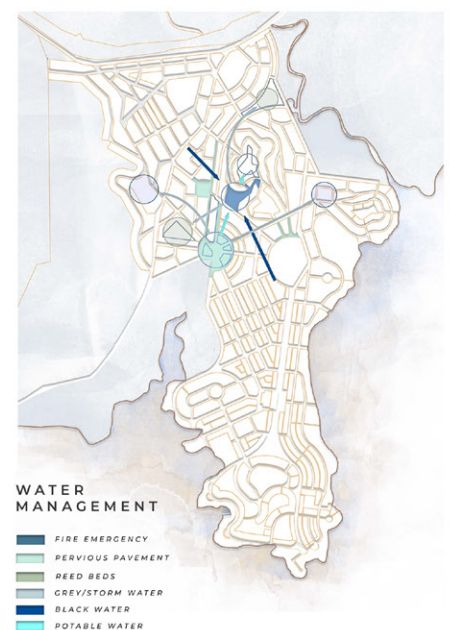 WATER
MANAGEMENT
FIRE EMERGENCY
PERVIOUS PAVEMENT
REED BEDS
GREY/STORM WATER
BLACK WATER
POTABLE WATER